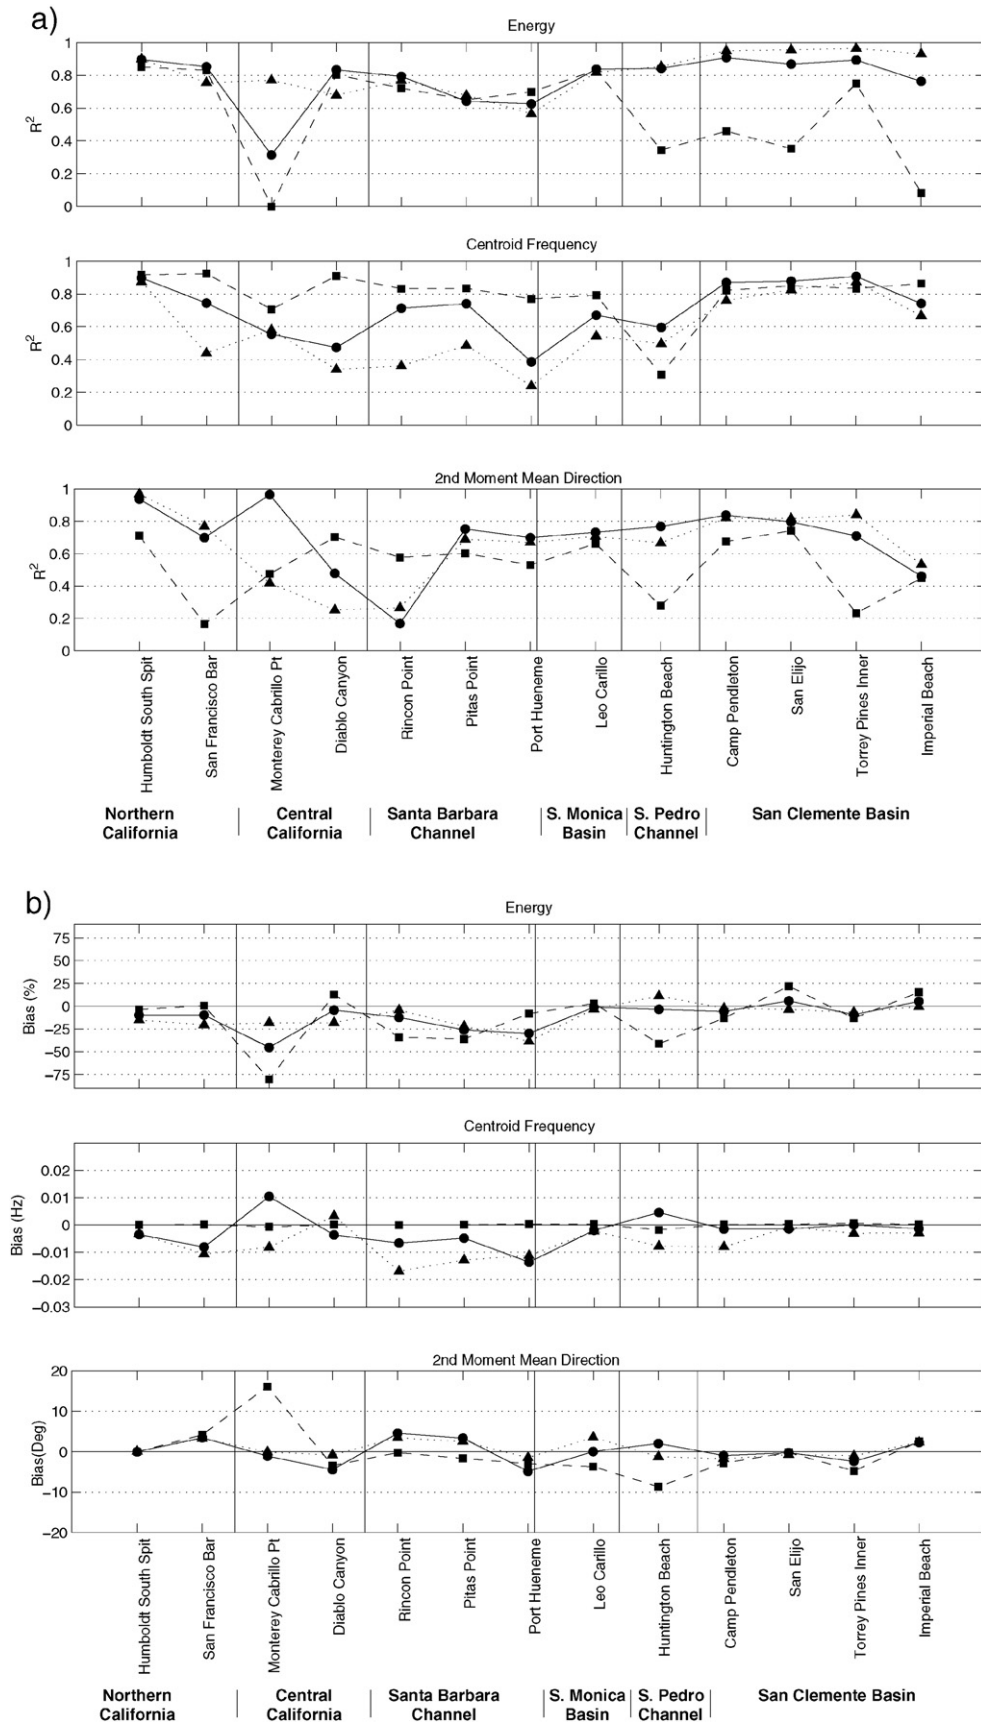 a)
Energy
1
0.8
0.6
0.4
0.2
0
R2
Centroid Frequency
1
0.8
0.6
0.4
0.2
0
R2
2nd Moment Mean Direction
1
0.8
0.6
0.4
0.2
0
R2
Humboldt South Spit
San Francisco Bar
Monterey Cabrillo Pt
Diablo Canyon
Rincon Point
Pitas Point
Port Hueneme
Leo Carillo
Huntington Beach
Camp Pendleton
San Elijo
Torrey Pines Inner
Imperial Beach
Northern California
Central California
Santa Barbara Channel
S. Monica Basin
S. Pedro Channel
San Clemente Basin
b)
Energy
75
50
25
0
−25
−50
−75
Bias (%)
Centroid Frequency
0.02
0.01
0
−0.01
−0.02
−0.03
Bias (Hz)
2nd Moment Mean Direction
20
10
0
−10
−20
Bias(Deg)
Humboldt South Spit
San Francisco Bar
Monterey Cabrillo Pt
Diablo Canyon
Rincon Point
Pitas Point
Port Hueneme
Leo Carillo
Huntington Beach
Camp Pendleton
San Elijo
Torrey Pines Inner
Imperial Beach
Northern California
Central California
Santa Barbara Channel
S. Monica Basin
S. Pedro Channel
San Clemente Basin